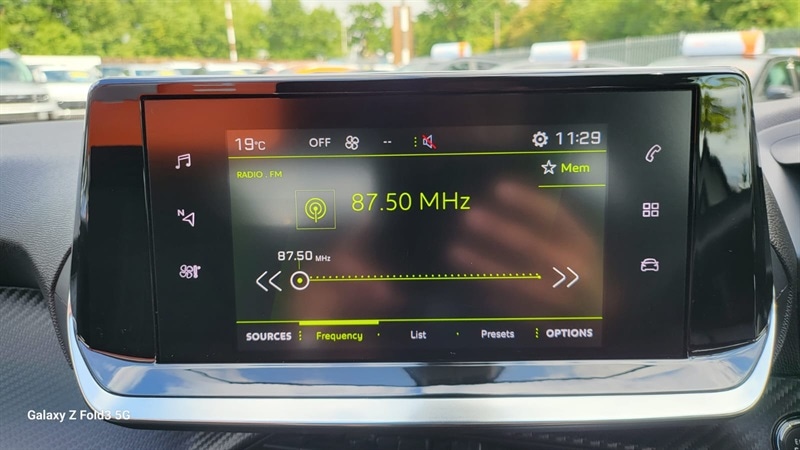 19°C OFF -- 11:29
RADIO . FM
Mem
87.50 MHz
N
87.50 MHz
SOURCES Frequency List Presets OPTIONS
Galaxy Z Fold3 5G